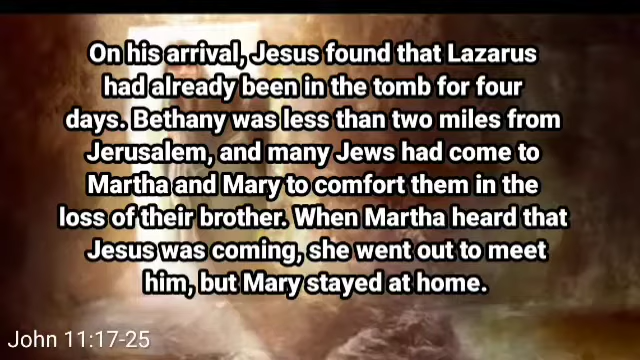 On his arrival, Jesus found that Lazarus
had already been in the tomb for four
days. Bethany was less than two miles from
Jerusalem, and many Jews had come to
Martha and Mary to comfort them in the
loss of their brother. When Martha heard that
Jesus was coming, she went out to meet
him, but Mary stayed at home.
John 11:17-25